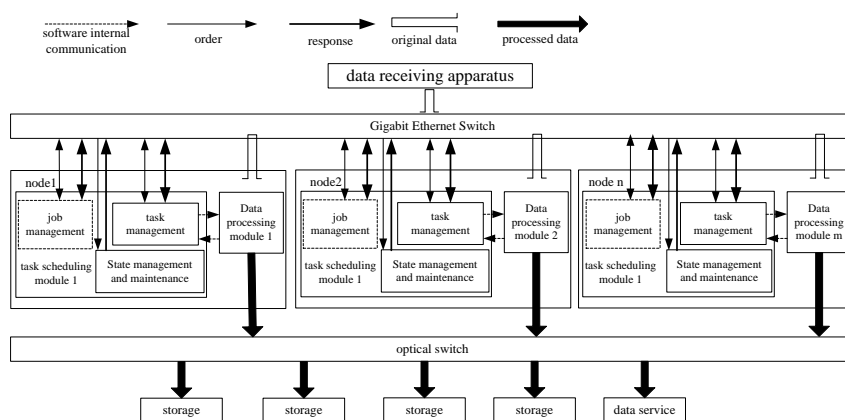 software internal
communication
order
response
original data
processed data
data receiving apparatus
Gigabit Ethernet Switch
node1
job
management
task
management
Data
processing
module 1
task scheduling
module 1
State management
and maintenance
node2
job
management
task
management
Data
processing
module 2
task scheduling
module 1
State management
and maintenance
node n
job
management
task
management
Data
processing
module m
task scheduling
module 1
State management
and maintenance
optical switch
storage
storage
storage
storage
data service